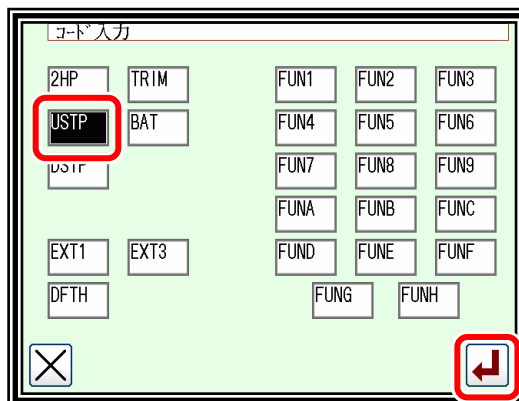 コード入力
2HP TRIM FUN1 FUN2 FUN3
USTP BAT FUN4 FUN5 FUN6
DSTP FUN7 FUN8 FUN9
FUNA FUNB FUNC
EXT1 EXT3 FUND FUNE FUNF
DFTH FUNG FUNH